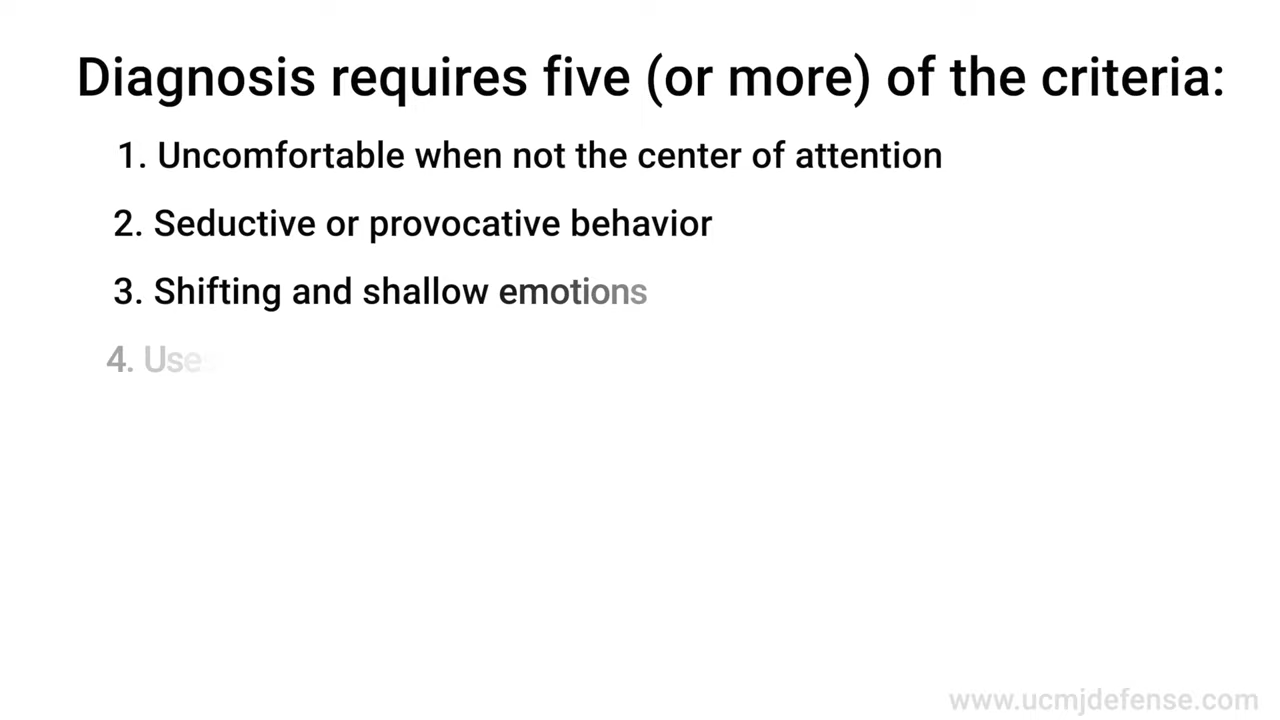 Diagnosis requires five (or more) of the criteria:
1. Uncomfortable when not the center of attention
2. Seductive or provocative behavior
3. Shifting and shallow emotions
4. Uses
www.ucmjdefense.com